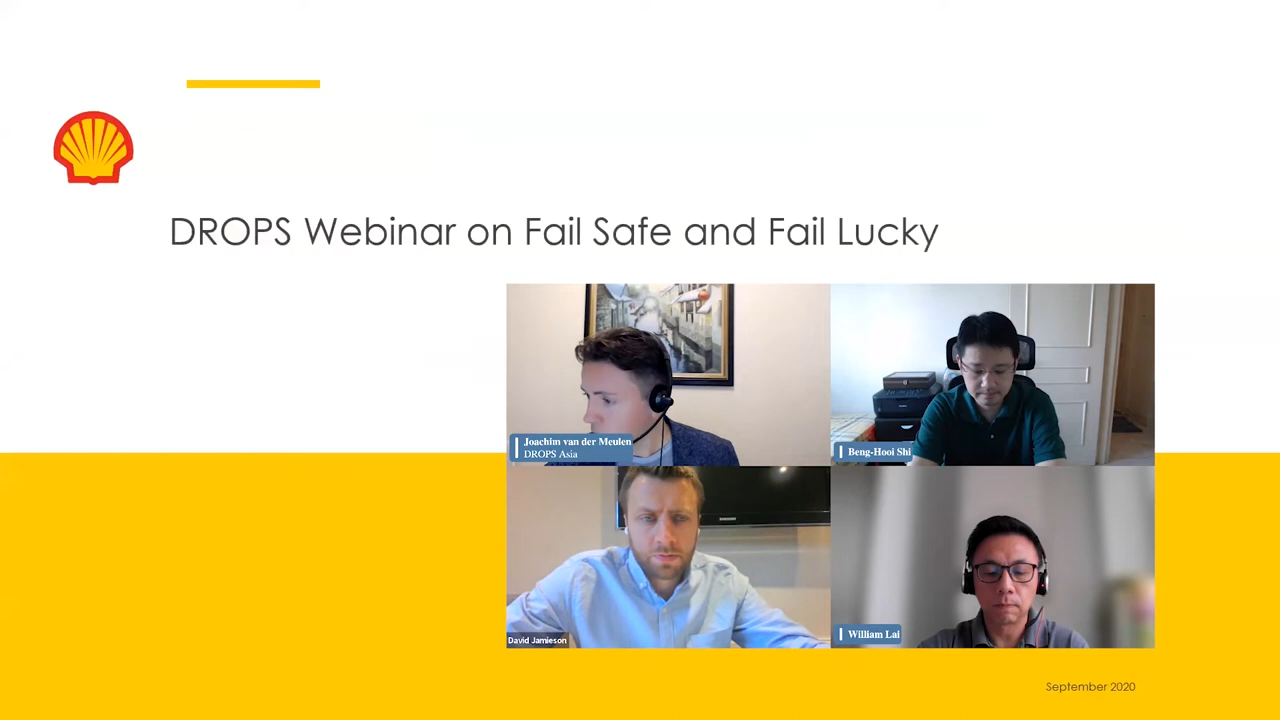 DROPS Webinar on Fail Safe and Fail Lucky
Joachim van der Meulen
DROPS Asia
Beng-Hooi Shi
David Jamieson
William Lai
September 2020